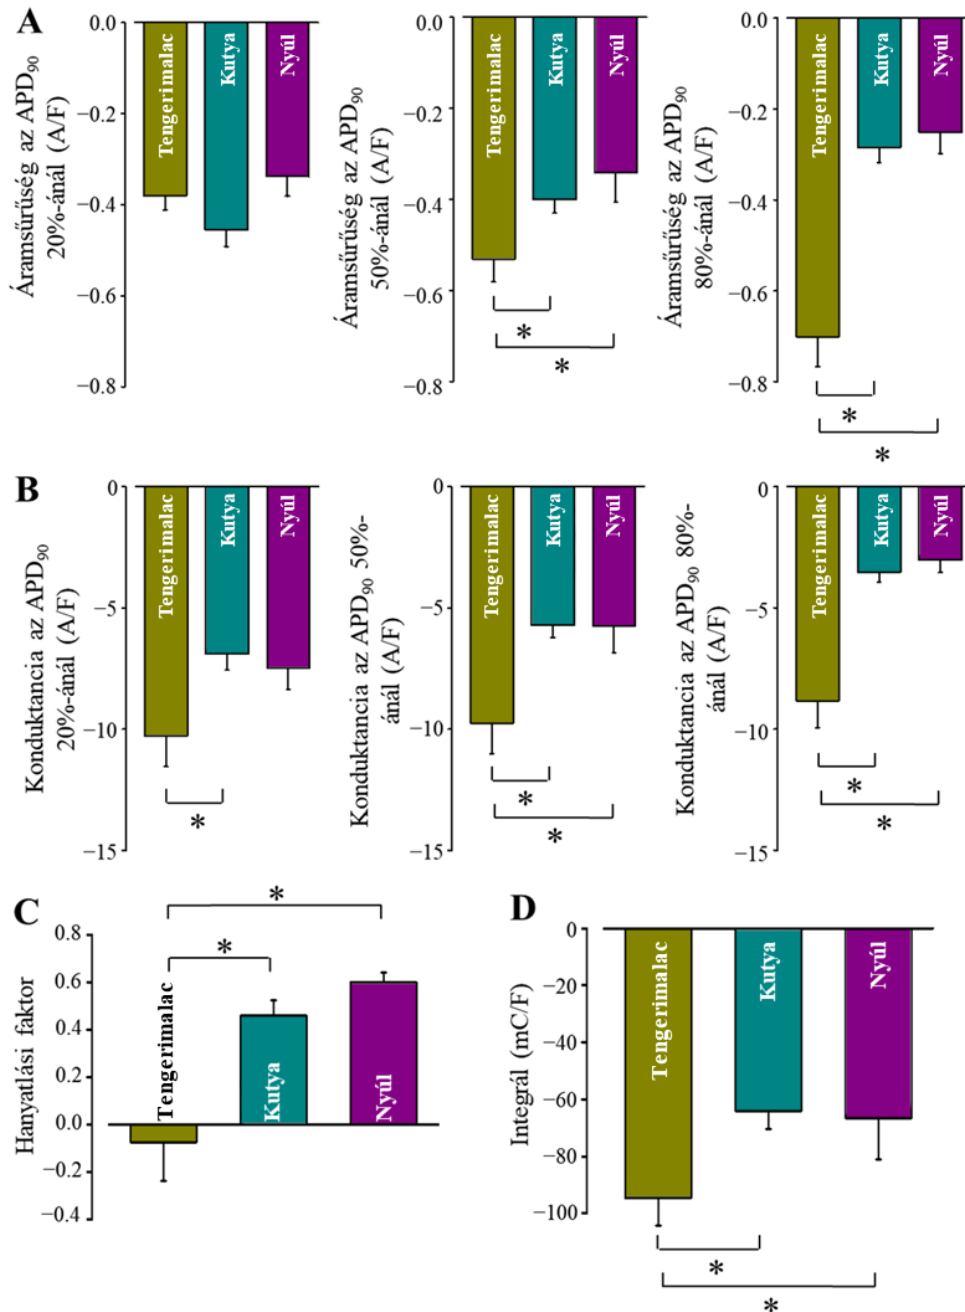 A
Áramsűrűség az APD90
20%-ánál (A/F)
0.0
−0.2
−0.4
−0.6
−0.8
Tengerimalac
Kutya
Nyúl
Áramsűrűség az APD90
50%-ánál (A/F)
0.0
−0.2
−0.4
−0.6
−0.8
Tengerimalac
Kutya
Nyúl
*
*
Áramsűrűség az APD90
80%-ánál (A/F)
0.0
−0.2
−0.4
−0.6
−0.8
Tengerimalac
Kutya
Nyúl
*
*
B
Konduktancia az APD90
20%-ánál (A/F)
0
−5
−10
−15
Tengerimalac
Kutya
Nyúl
*
Konduktancia az APD90 50%-
ánál (A/F)
0
−5
−10
−15
Tengerimalac
Kutya
Nyúl
*
*
Konduktancia az APD90 80%-
ánál (A/F)
0
−5
−10
−15
Tengerimalac
Kutya
Nyúl
*
*
C
Hanyatlási faktor
0.8
0.6
0.4
0.2
0.0
−0.2
−0.4
Tengerimalac
Kutya
Nyúl
*
*
D
Integrál (mC/F)
0
−20
−40
−60
−80
−100
Tengerimalac
Kutya
Nyúl
*
*